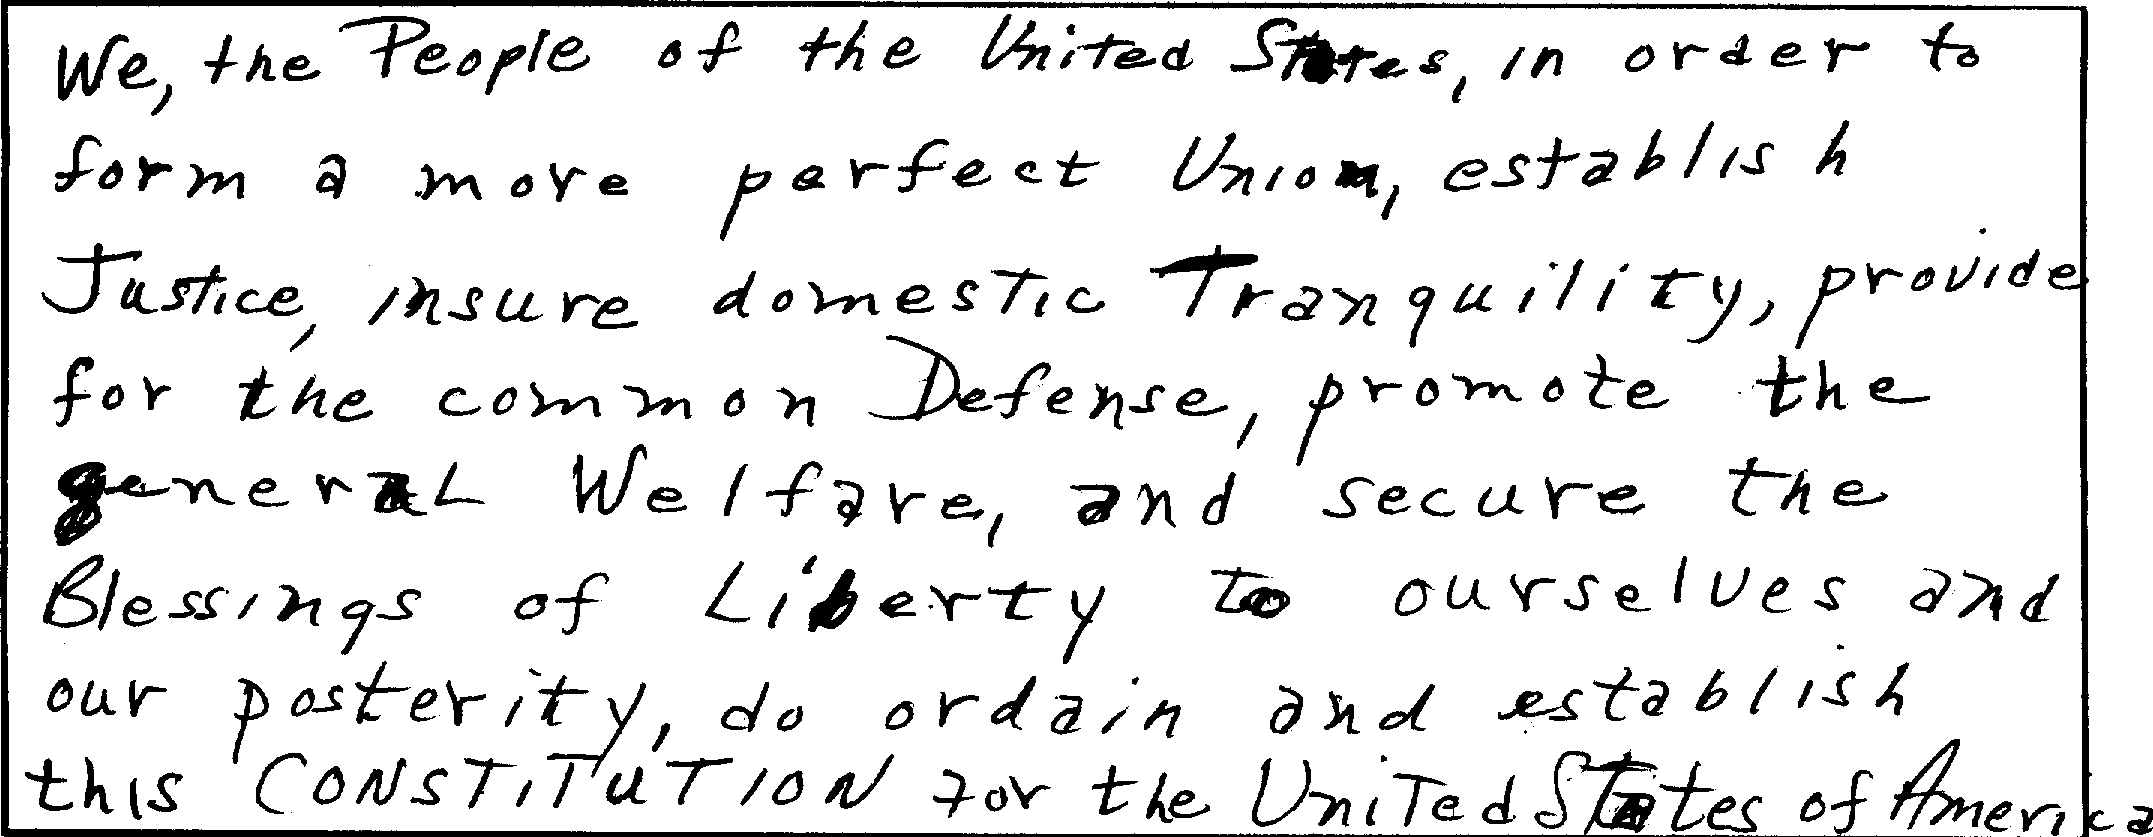 We, the People of the United States, in order to
form a more perfect Union, establish
Justice, insure domestic Tranquility, provide
for the common Defense, promote the
general Welfare, and secure the
Blessings of Liberty to ourselves and
our posterity, do ordain and establish
this CONSTITUTION for the United States of America